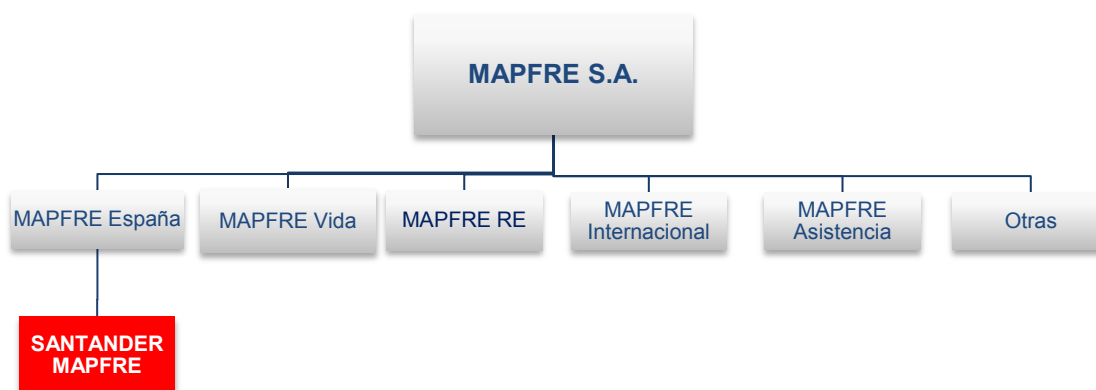 MAPFRE S.A.
MAPFRE España
MAPFRE Vida
MAPFRE RE
MAPFRE
Internacional
MAPFRE
Asistencia
Otras
SANTANDER
MAPFRE